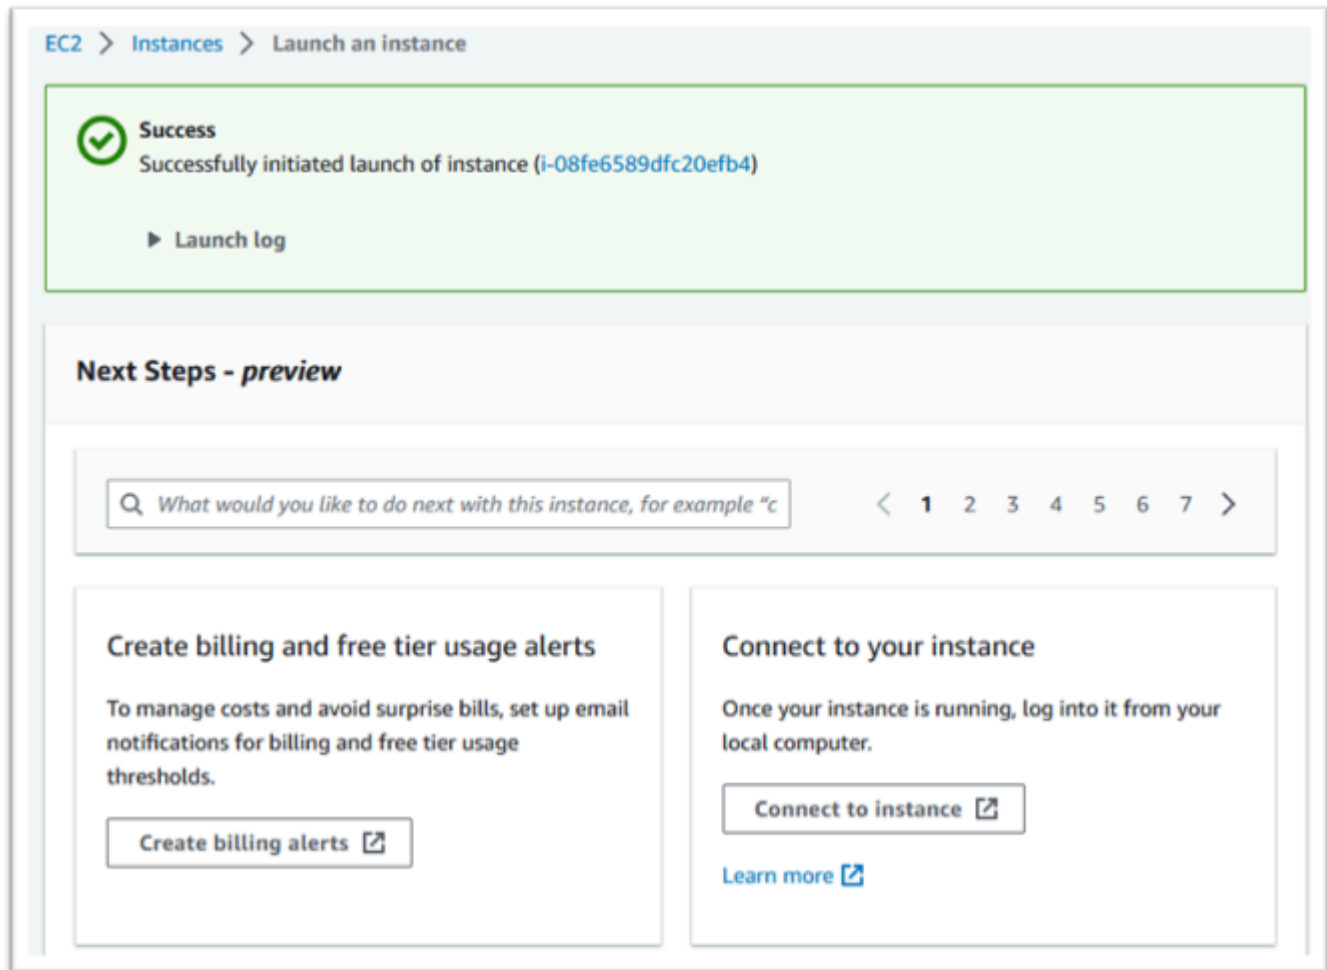 EC2 > Instances > Launch an instance
Success
Successfully initiated launch of instance (i-08fe6589dfc20efb4)
Launch log
Next Steps - preview
What would you like to do next with this instance, for example "c
1 2 3 4 5 6 7
Create billing and free tier usage alerts
To manage costs and avoid surprise bills, set up email
notifications for billing and free tier usage
thresholds.
Create billing alerts
Connect to your instance
Once your instance is running, log into it from your
local computer.
Connect to instance
Learn more